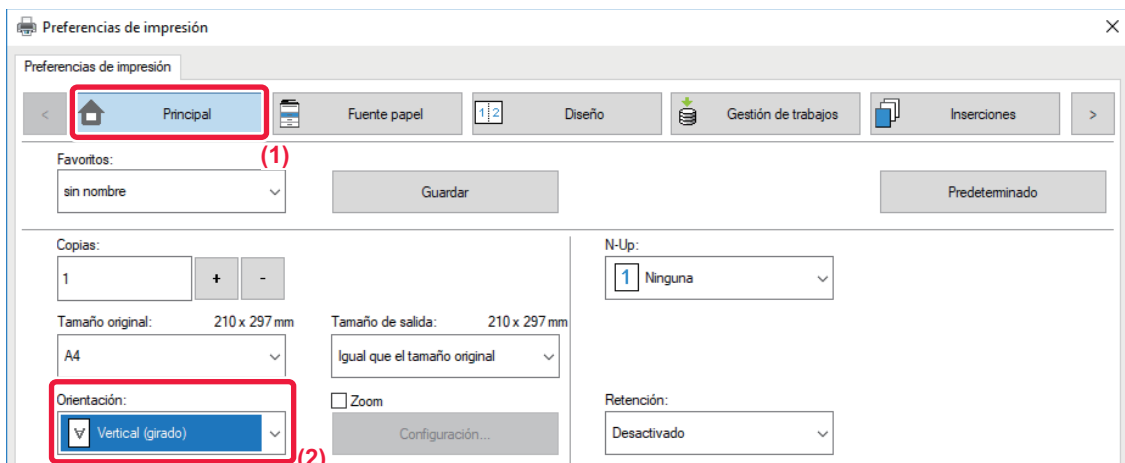 Preferencias de impresión
Preferencias de impresión
< Principal Fuente papel 1 2 Diseño Gestión de trabajos Inserciones >
(1)
Favoritos:
sin nombre Guardar Predeterminado
Copias: N-Up:
1 + - 1 Ninguna
Tamaño original: 210 x 297 mm Tamaño de salida: 210 x 297 mm
A4 Igual que el tamaño original
Orientación: Zoom Retención:
Vertical (girado) Configuración... Desactivado
(2)